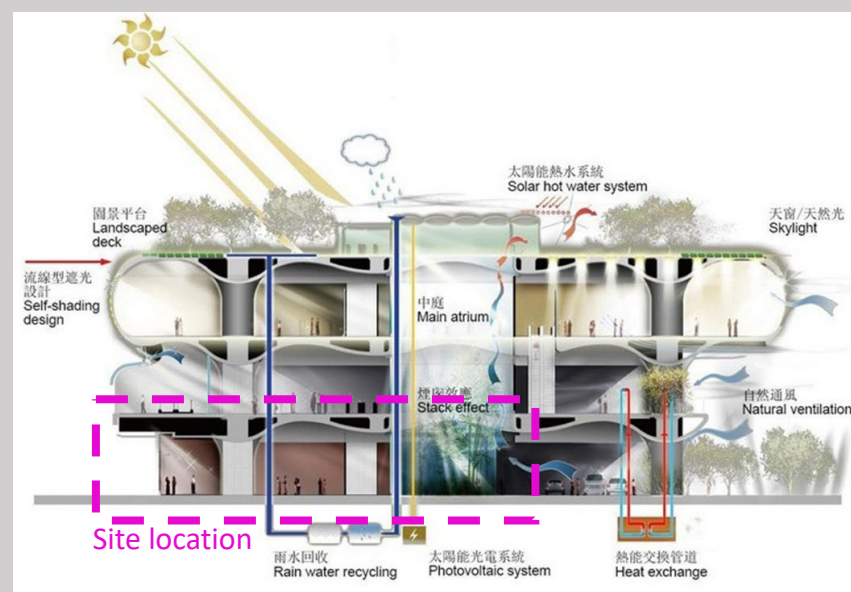 太陽能熱水系統
Solar hot water system
園景平台
Landscaped
deck
天窗/天然光
Skylight
流線型遮光
設計
Self-shading
design
中庭
Main atrium
煙囪效應
Stack effect
自然通風
Natural ventilation
Site location
雨水回收
Rain water recycling
太陽能光電系統
Photovoltaic system
熱能交換管道
Heat exchange